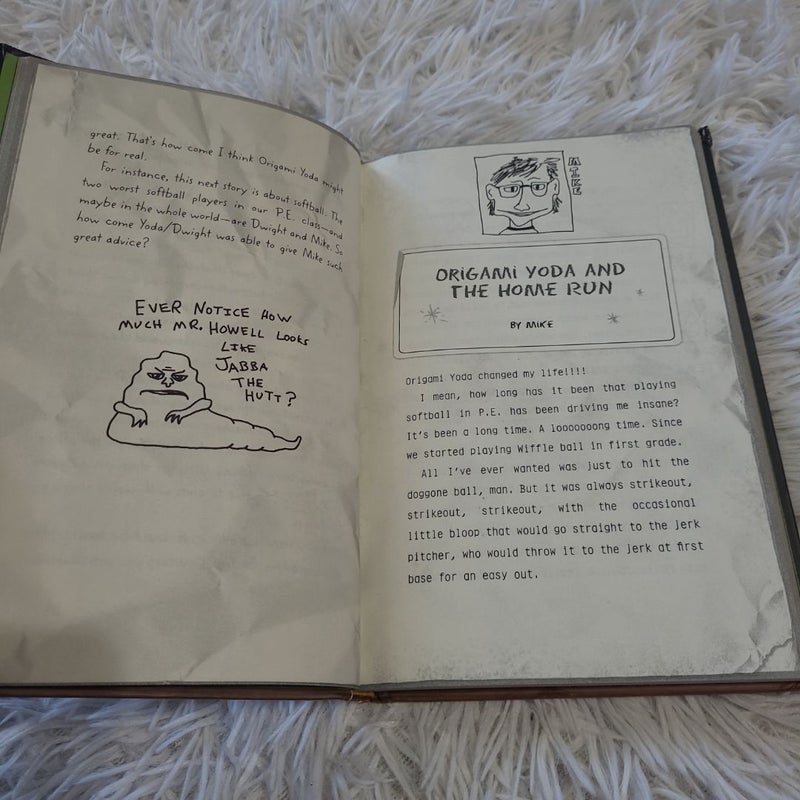 great. That's how come I think Origami Yoda might
be for real.
For instance, this next story is about softball. The
two worst softball players in our P.E. class—and
maybe in the whole world—are Dwight and Mike. So
how come Yoda/Dwight was able to give Mike such
great advice?
EVER NOTICE HOW
MUCH MR. HOWELL LOOKS
LIKE
JABBA
THE
HUTT?
MIKE
ORIGAMI YODA AND
THE HOME RUN
BY MIKE
Origami Yoda changed my life!!!!
I mean, how long has it been that playing
softball in P.E. has been driving me insane?
It's been a long time. A looooooong time. Since
we started playing Wiffle ball in first grade.
All I've ever wanted was just to hit the
doggone ball, man. But it was always strikeout,
strikeout, strikeout, with the occasional
little bloop that would go straight to the jerk
pitcher, who would throw it to the jerk at first
base for an easy out.